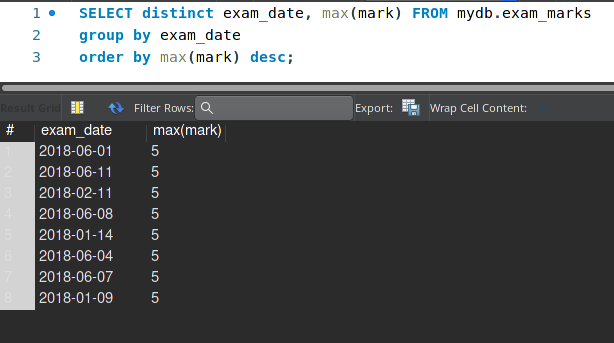 1 SELECT distinct exam_date, max(mark) FROM mydb.exam_marks
2 group by exam_date
3 order by max(mark) desc;
Result Grid Filter Rows: Export: Wrap Cell Content:
# exam_date max(mark)
1 2018-06-01 5
2 2018-06-11 5
3 2018-02-11 5
4 2018-06-08 5
5 2018-01-14 5
6 2018-06-04 5
7 2018-06-07 5
8 2018-01-09 5